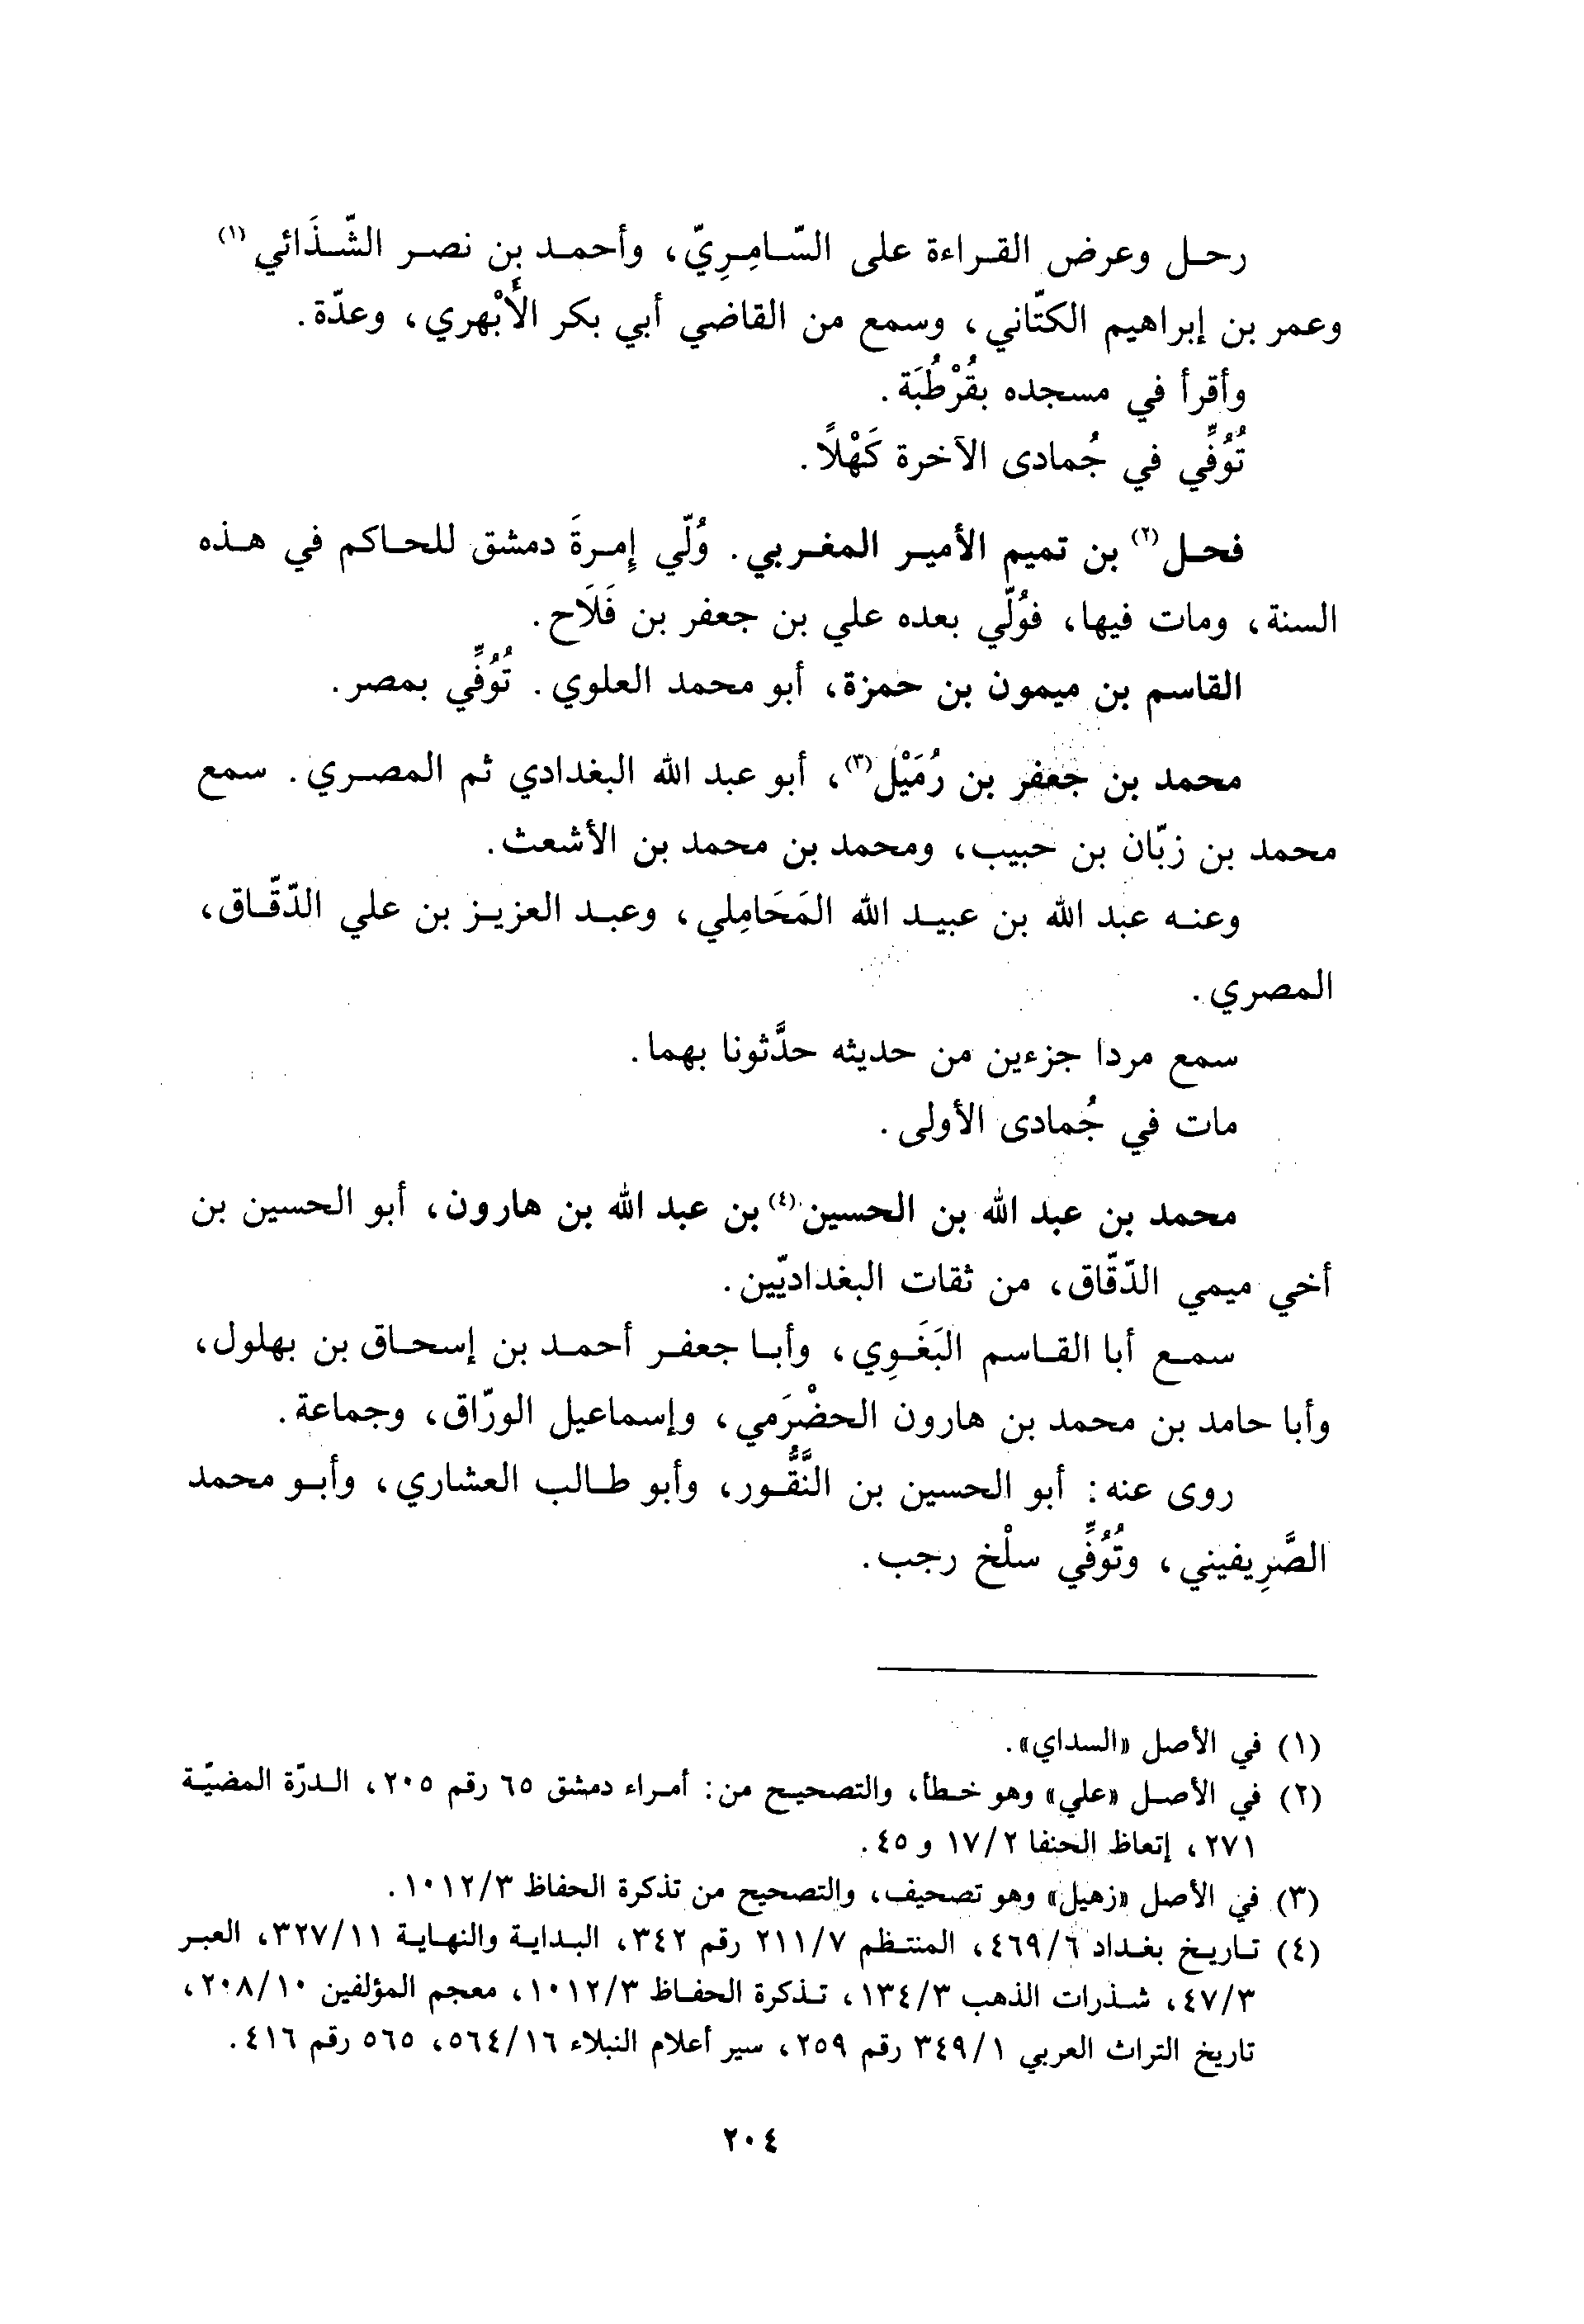 رحل وعرض القراءة على السّامِرِيّ، وأحمد بن نصر الشّذَائي(١)
وعمر بن إبراهيم الكتّاني، وسمع من القاضي أبي بكر الأَبْهري، وعدّة.
وأقرأ في مسجده بقُرْطُبَة.
تُوُفِّي في جُمادى الآخرة كَهْلاً.
فحل(٢) بن تميم الأمير المغربي. وُلّي إِمرةَ دمشق للحاكم في هذه
السنة، ومات فيها، فوُلّي بعده علي بن جعفر بن فَلَاح.
القاسم بن ميمون بن حمزة، أبو محمد العلوي. تُوُفِّي بمصر.
محمد بن جعفر بن رُمَيْل(٣)، أبو عبد الله البغدادي ثم المصري. سمع
محمد بن زبّان بن حبيب، ومحمد بن محمد بن الأشعث.
وعنه عبد الله بن عبيد الله المَحَامِلي، وعبد العزيز بن علي الدّقّاق،
المصري.
سمع مردا جزءين من حديثه حدَّثونا بهما.
مات في جُمادى الأولى.
محمد بن عبد الله بن الحسين(٤) بن عبد الله بن هارون، أبو الحسين بن
أخي ميمي الدّقّاق، من ثقات البغداديّين.
سمع أبا القاسم البَغَوِي، وأبا جعفر أحمد بن إسحاق بن بهلول،
وأبا حامد بن محمد بن هارون الحضْرَمي، وإسماعيل الورّاق، وجماعة.
روى عنه: أبو الحسين بن النَّقُّور، وأبو طالب العشاري، وأبو محمد
الصَّرِيفيني، وتُوُفِّي سلْخ رجب.
(١) في الأصل «السداي».
(٢) في الأصل «علي» وهو خطأ، والتصحيح من: أمراء دمشق ٦٥ رقم ٢٠٥، الدرّة المضيّة
٢٧١، إتعاظ الحنفا ١٧/٢ و ٤٥.
(٣) في الأصل «زهيل» وهو تصحيف، والتصحيح من تذكرة الحفاظ ١٠١٢/٣.
(٤) تاريخ بغداد ٤٦٩/٦، المنتظم ٢١١/٧ رقم ٣٤٢، البداية والنهاية ٣٢٧/١١، العبر
٤٧/٣، شذرات الذهب ١٣٤/٣، تذكرة الحفاظ ١٠١٢/٣، معجم المؤلفين ٢٠٨/١٠،
تاريخ التراث العربي ٣٤٩/١ رقم ٢٥٩، سير أعلام النبلاء ٥٦٤/١٦، ٥٦٥ رقم ٤١٦.
٢٠٤